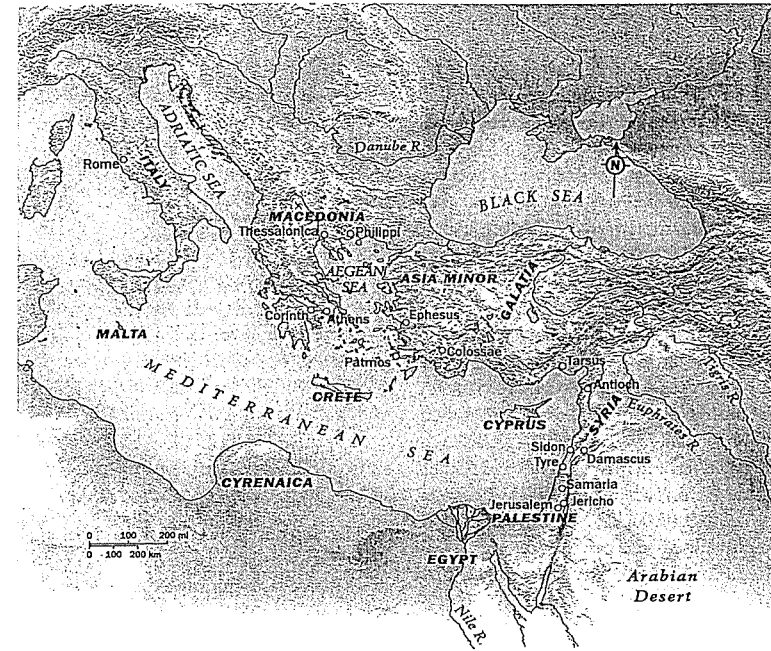 Danube R.
ADRIATIC SEA
Rome
ITALY
N
BLACK SEA
MACEDONIA
Thessalonica
Philippi
AEGEAN
SEA
ASIA MINOR
GALATIA
Corinth
Athens
Ephesus
MALTA
Patmos
Colossae
Tarsus
Tigris R.
MEDITERRANEAN SEA
CRETE
Antioch
Euphrates R.
CYPRUS
SYRIA
Sidon
Tyre
Damascus
CYRENAICA
Samaria
Jerusalem
Jericho
PALESTINE
0 100 200 mi
0 100 200 km
EGYPT
Arabian
Desert
Nile R.